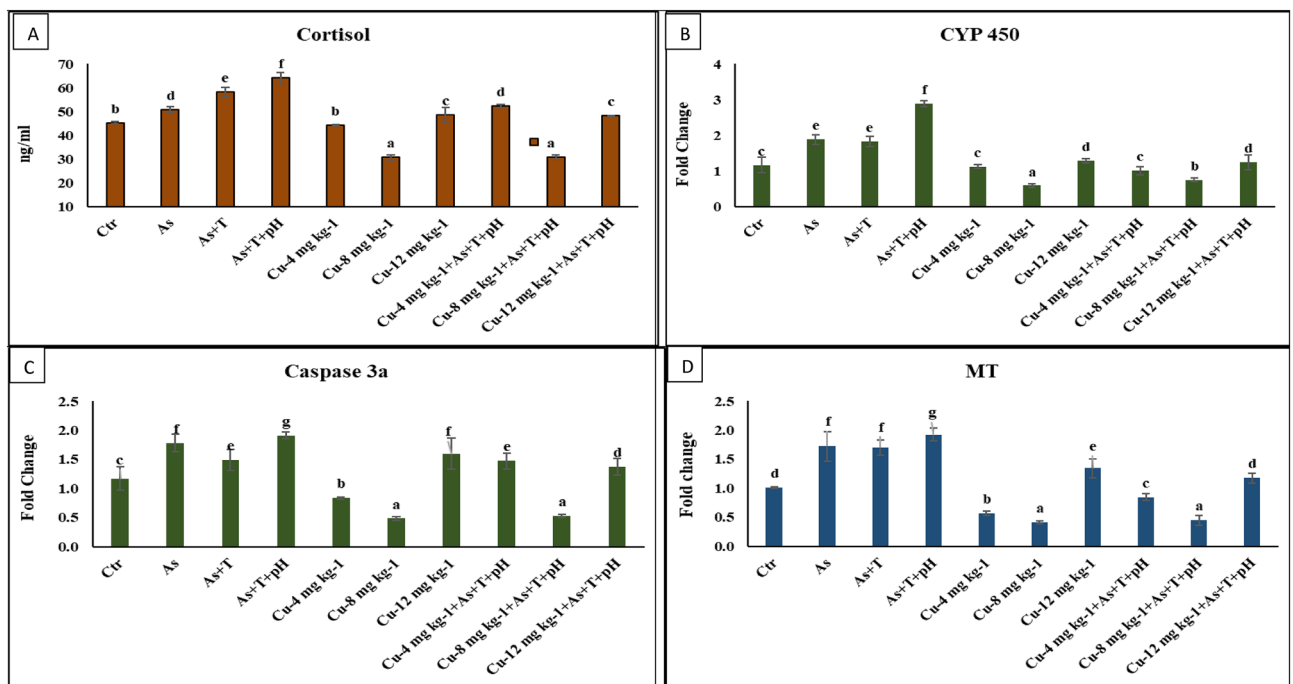 A
Cortisol
ng/ml
70
60
50
40
30
20
10
b
d
e
f
b
a
c
d
a
c
Ctr
As
As+T
As+T+pH
Cu-4 mg kg-1
Cu-8 mg kg-1
Cu-12 mg kg-1
Cu-4 mg kg-1+As+T+pH
Cu-8 mg kg-1+As+T+pH
Cu-12 mg kg-1+As+T+pH
B
CYP 450
Fold Change
4
3
2
1
0
c
e
e
f
c
a
d
c
b
d
Ctr
As
As+T
As+T+pH
Cu-4 mg kg-1
Cu-8 mg kg-1
Cu-12 mg kg-1
Cu-4 mg kg-1+As+T+pH
Cu-8 mg kg-1+As+T+pH
Cu-12 mg kg-1+As+T+pH
C
Caspase 3a
Fold Change
2.5
2.0
1.5
1.0
0.5
0.0
c
f
e
g
b
a
f
e
a
d
Ctr
As
As+T
As+T+pH
Cu-4 mg kg-1
Cu-8 mg kg-1
Cu-12 mg kg-1
Cu-4 mg kg-1+As+T+pH
Cu-8 mg kg-1+As+T+pH
Cu-12 mg kg-1+As+T+pH
D
MT
Fold change
2.5
2.0
1.5
1.0
0.5
0.0
d
f
f
g
b
a
e
c
a
d
Ctr
As
As+T
As+T+pH
Cu-4 mg kg-1
Cu-8 mg kg-1
Cu-12 mg kg-1
Cu-4 mg kg-1+As+T+pH
Cu-8 mg kg-1+As+T+pH
Cu-12 mg kg-1+As+T+pH